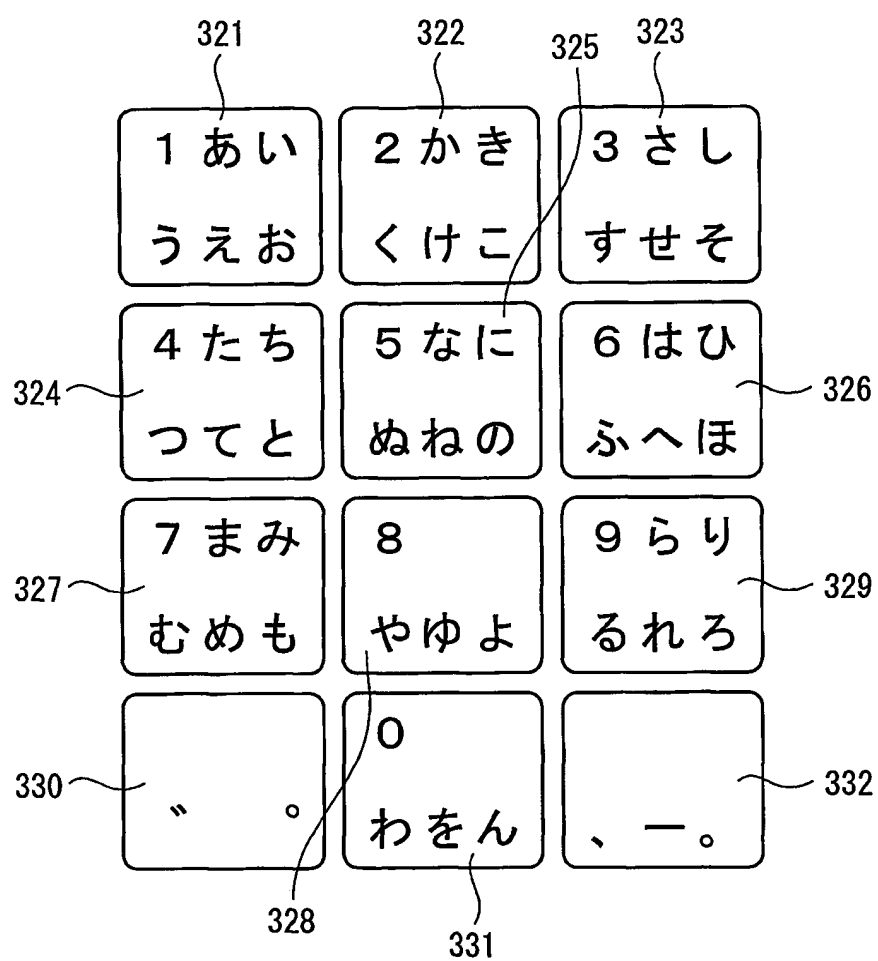 321
322
325
323
1 あ い
う え お
2 か き
く け こ
3 さ し
す せ そ
324
4 た ち
つ て と
5 な に
ぬ ね の
6 は ひ
ふ へ ほ
326
327
7 ま み
む め も
8
や ゆ よ
9 ら り
る れ ろ
329
330
゛ 。
0
わ を ん
、 ー 。
332
328
331